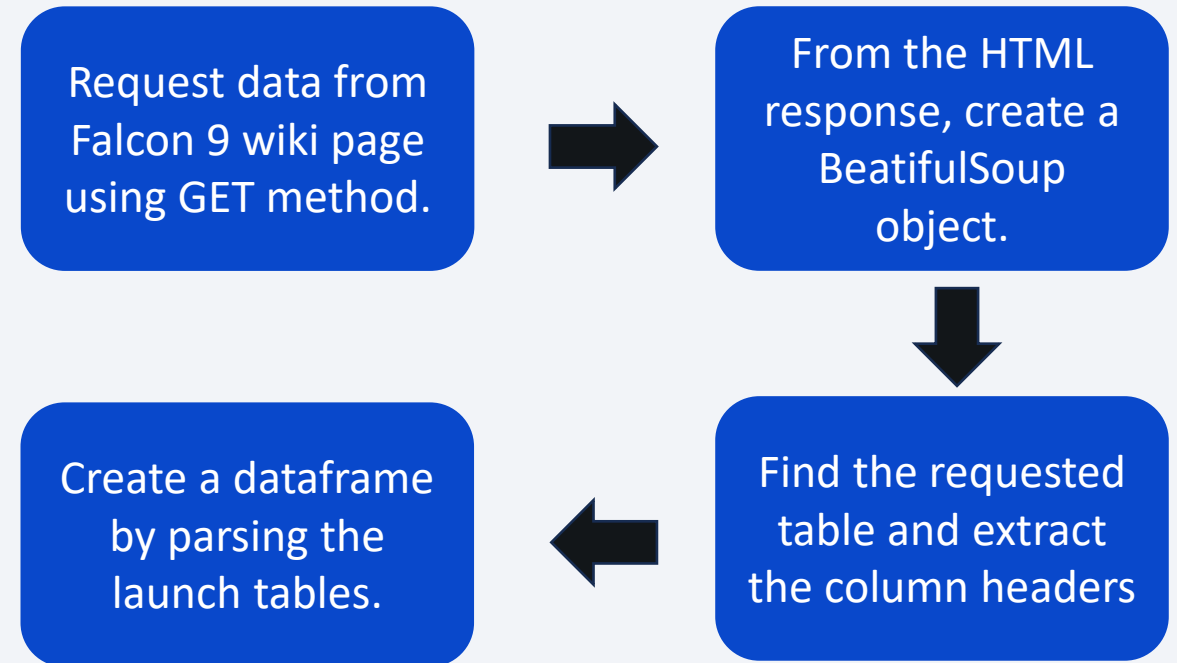 Request data from
Falcon 9 wiki page
using GET method.
From the HTML
response, create a
BeatifulSoup
object.
Find the requested
table and extract
the column headers
Create a dataframe
by parsing the
launch tables.